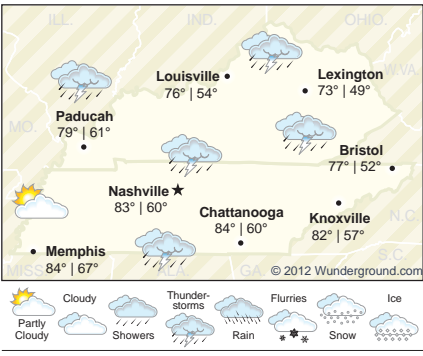 ILL.
IND.
OHIO.
W.VA.
Louisville
76° | 54°
Lexington
73° | 49°
Paducah
79° | 61°
MO.
Bristol
77° | 52°
Nashville
83° | 60°
Chattanooga
84° | 60°
Knoxville
82° | 57°
N.C.
Memphis
84° | 67°
S.C.
MISS.
ALA.
GA.
© 2012 Wunderground.com
Partly
Cloudy
Cloudy
Showers
Thunder-
storms
Rain
Flurries
Snow
Ice